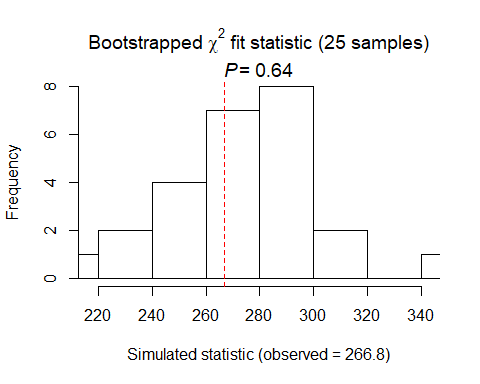 Bootstrapped χ² fit statistic (25 samples)
P = 0.64
Frequency
8
6
4
2
0
220 240 260 280 300 320 340
Simulated statistic (observed = 266.8)